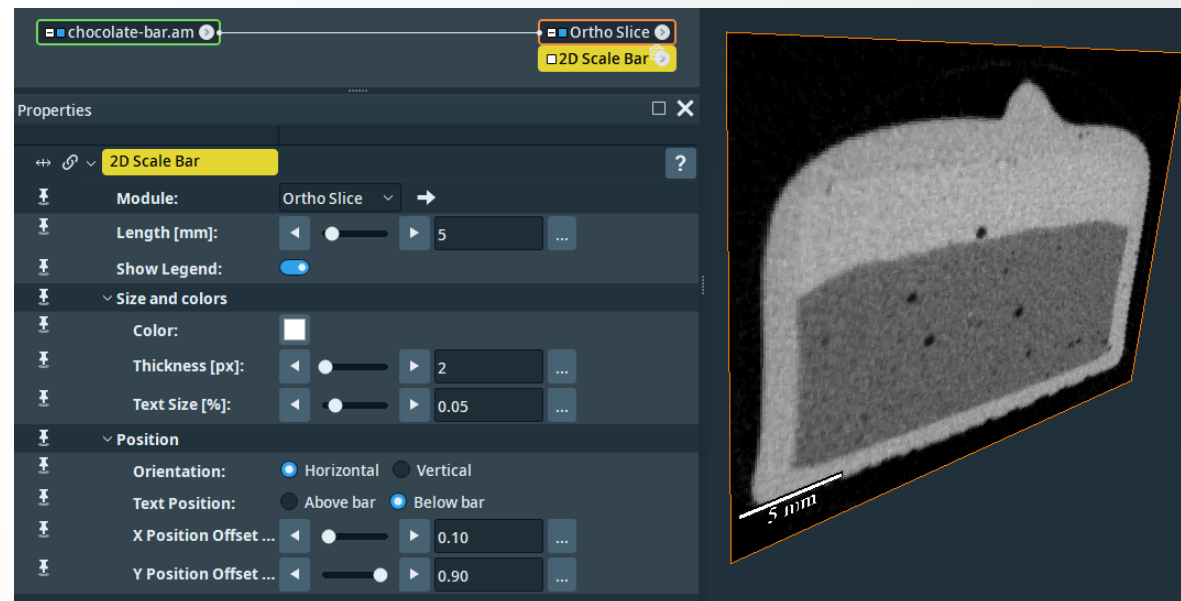 chocolate-bar.am
Ortho Slice
2D Scale Bar
Properties
2D Scale Bar
?
Module:
Ortho Slice
Length [mm]:
5
...
Show Legend:
Size and colors
Color:
Thickness [px]:
2
...
Text Size [%]:
0.05
...
Position
Orientation:
Horizontal
Vertical
Text Position:
Above bar
Below bar
X Position Offset ...
0.10
...
Y Position Offset ...
0.90
...
5 mm